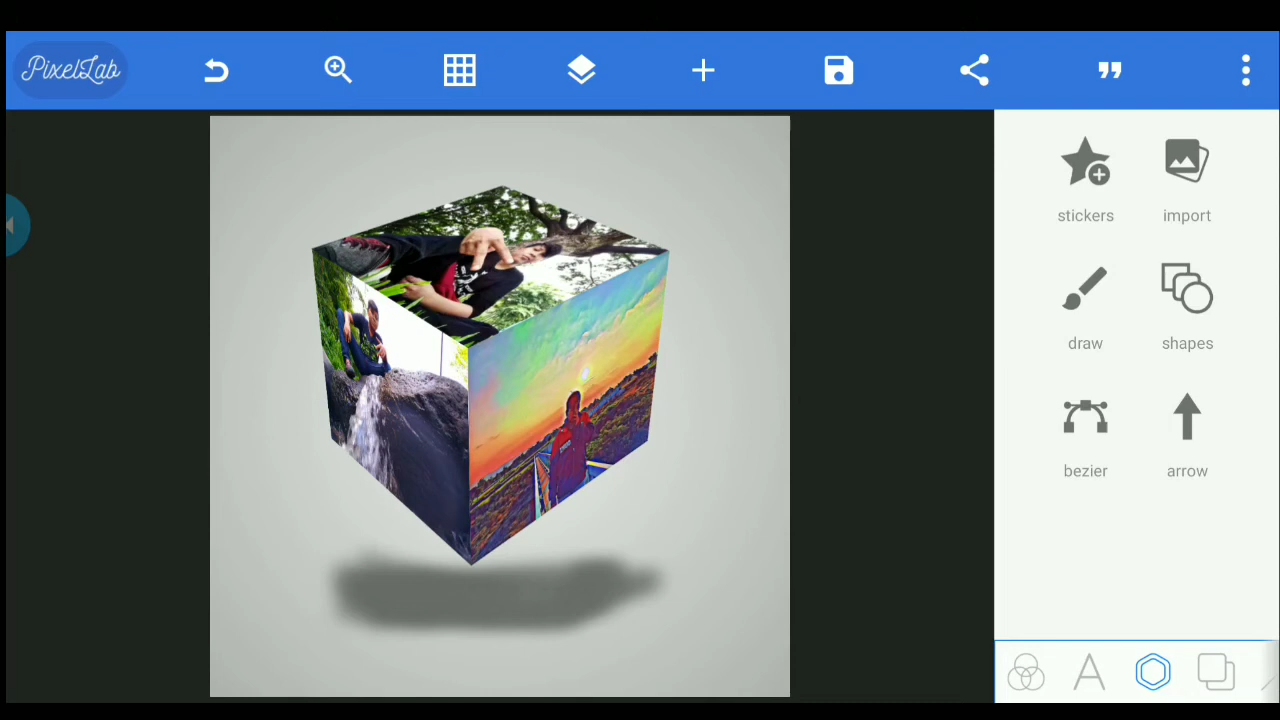 PixelLab
stickers
import
draw
shapes
bezier
arrow